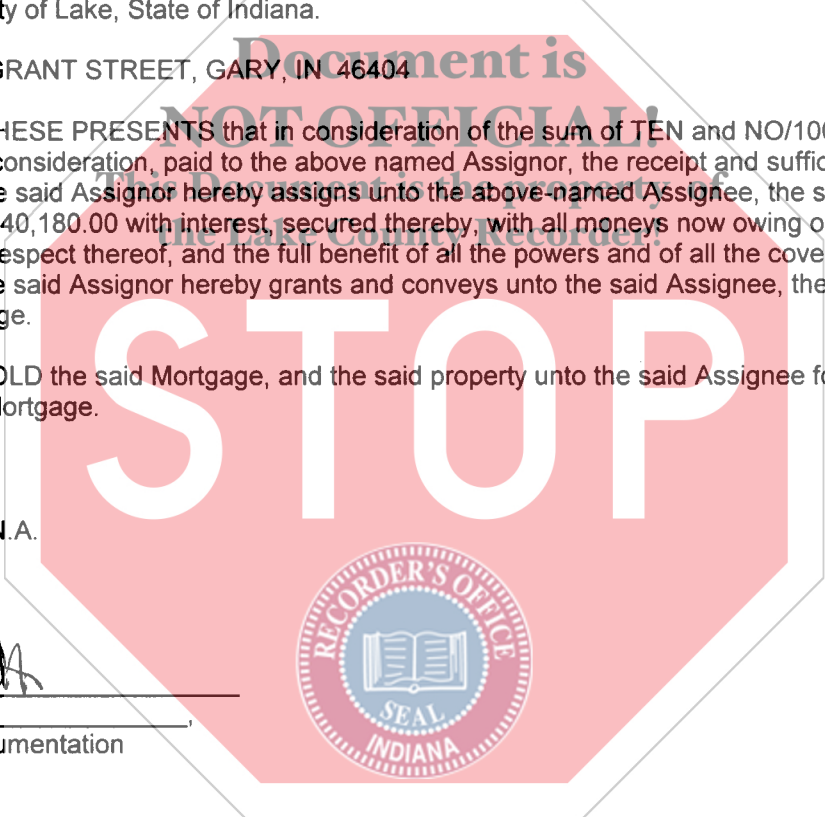 ty of Lake, State of Indiana.
Document is
GRANT STREET, GARY, IN 46404
NOT OFFICIAL!
HESE PRESENTS that in consideration of the sum of TEN and NO/100
consideration, paid to the above named Assignor, the receipt and suffic
This Document is the property of
e said Assignor hereby assigns unto the above-named Assignee, the s
40,180.00 with interest, secured thereby, with all moneys now owing o
the Lake County Recorder!
espect thereof, and the full benefit of all the powers and of all the cove
e said Assignor hereby grants and conveys unto the said Assignee, the
ge.
STOP
OLD the said Mortgage, and the said property unto the said Assignee fo
Mortgage.
N.A.
RECORDER'S OFFICE
SEAL
INDIANA
,
umentation